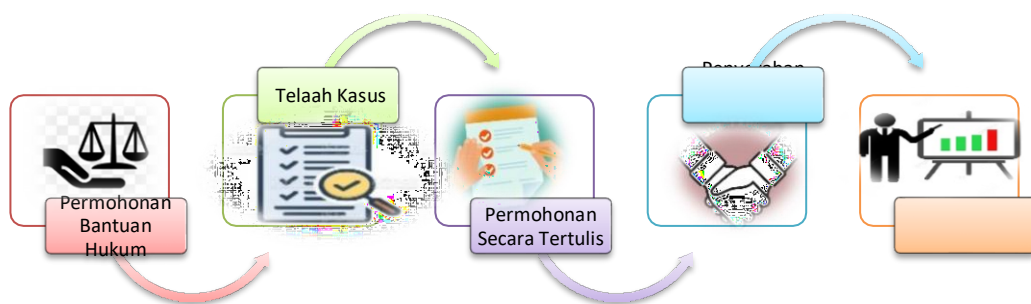 Permohonan
Bantuan
Hukum
Telaah Kasus
Permohonan
Secara Tertulis